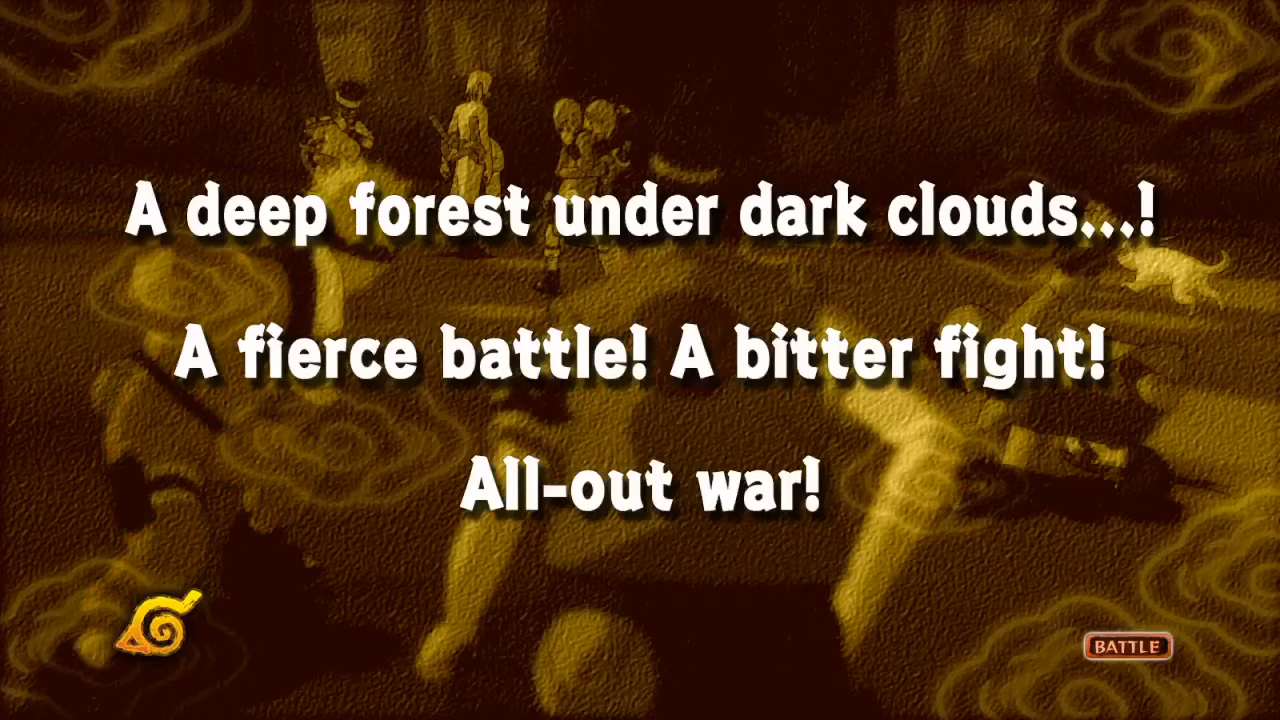 A deep forest under dark clouds...!
A fierce battle! A bitter fight!
All-out war!
BATTLE